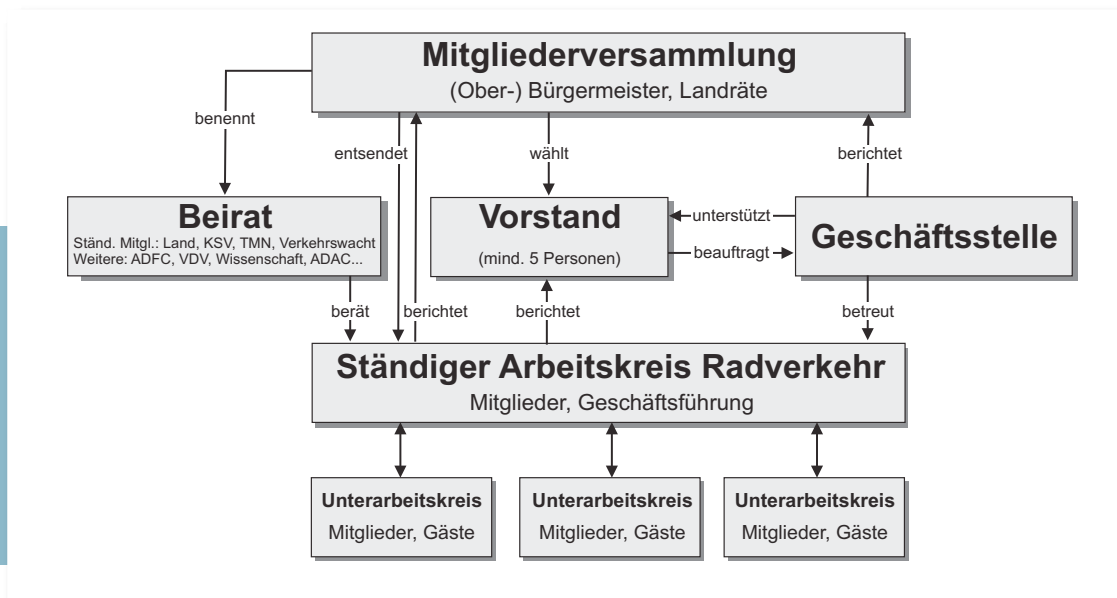 Mitgliederversammlung
(Ober-) Bürgermeister, Landräte
benennt
entsendet
wählt
berichtet
Beirat
Ständ. Mitgl.: Land, KSV, TMN, Verkehrswacht
Weitere: ADFC, VDV, Wissenschaft, ADAC...
Vorstand
(mind. 5 Personen)
unterstützt
beauftragt
Geschäftsstelle
berät
berichtet
berichtet
betreut
Ständiger Arbeitskreis Radverkehr
Mitglieder, Geschäftsführung
Unterarbeitskreis
Mitglieder, Gäste
Unterarbeitskreis
Mitglieder, Gäste
Unterarbeitskreis
Mitglieder, Gäste